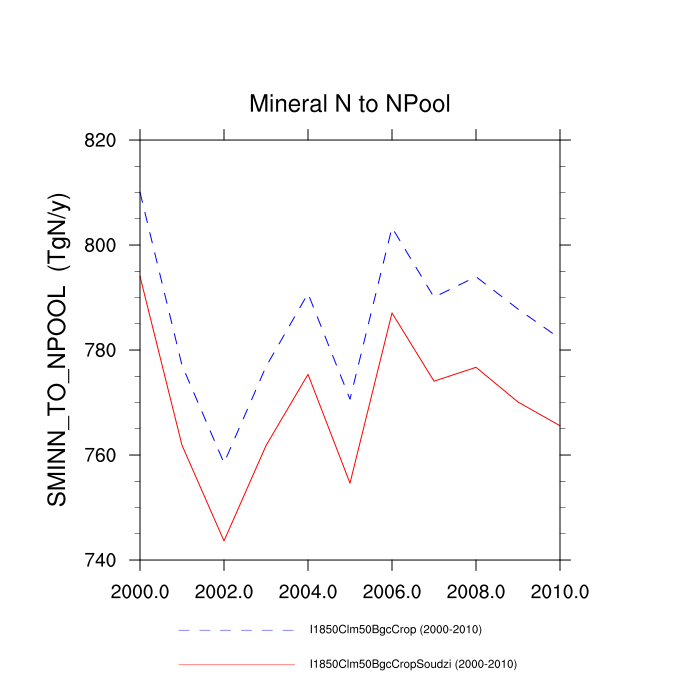 Mineral N to NPool
SMINN_TO_NPOOL (TgN/y)
820
800
780
760
740
2000.0 2002.0 2004.0 2006.0 2008.0 2010.0
I1850Clm50BgcCrop (2000-2010)
I1850Clm50BgcCropSoudzi (2000-2010)